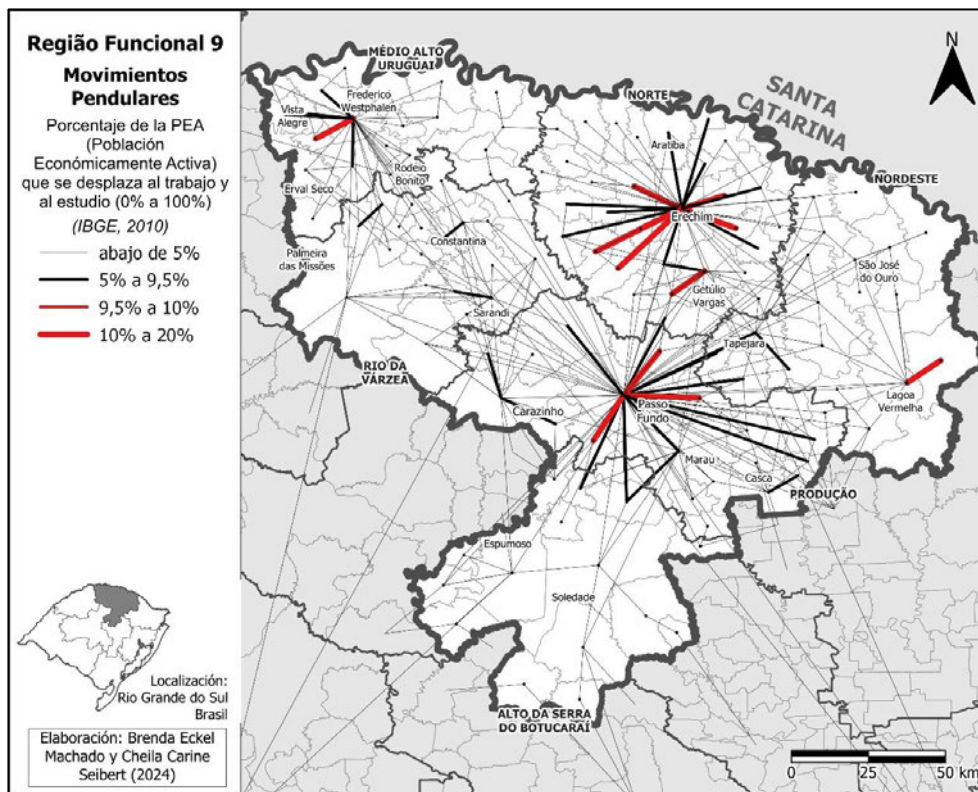 Região Funcional 9
Movimientos
Pendulares
Porcentaje de la PEA
(Población
Económicamente Activa)
que se desplaza al trabajo y
al estudio (0% a 100%)
(IBGE, 2010)
abajo de 5%
5% a 9,5%
9,5% a 10%
10% a 20%
Localización:
Rio Grande do Sul
Brasil
Elaboración: Brenda Eckel
Machado y Cheila Carine
Seibert (2024)
MÉDIO ALTO
URUGUAI
Frederico
Westphalen
Vista
Alegre
Rodeio
Bonito
Erval Seco
Constantina
Palmeira
das Missões
Sarandi
RIO DA
VÁRZEA
NORTE
SANTA
CATARINA
N
Aratiba
Erechim
Getúlio
Vargas
NORDESTE
São José
do Ouro
Tapejara
Lagoa
Vermelha
Carazinho
Passo
Fundo
Marau
Casca
PRODUÇÃO
Espumoso
Soledade
ALTO DA SERRA
DO BOTUCARAÍ
0 25 50 km